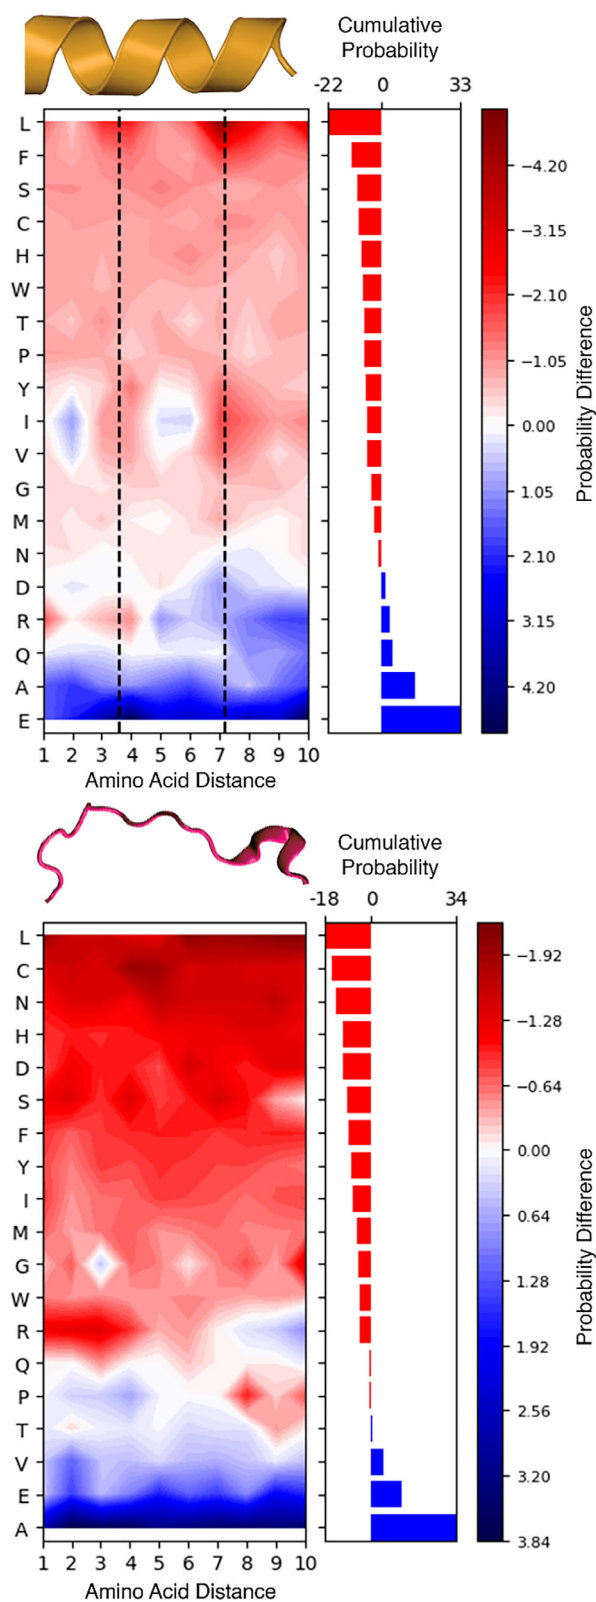 Cumulative
Probability
-22 0 33
L
F
S
C
H
W
T
P
Y
I
V
G
M
N
D
R
Q
A
E
1 2 3 4 5 6 7 8 9 10
Amino Acid Distance
−4.20
−3.15
−2.10
−1.05
0.00
1.05
2.10
3.15
4.20
Probability Difference
Cumulative
Probability
-18 0 34
L
C
N
H
D
S
F
Y
I
M
G
W
R
Q
P
T
V
E
A
1 2 3 4 5 6 7 8 9 10
Amino Acid Distance
−1.92
−1.28
−0.64
0.00
0.64
1.28
1.92
2.56
3.20
3.84
Probability Difference